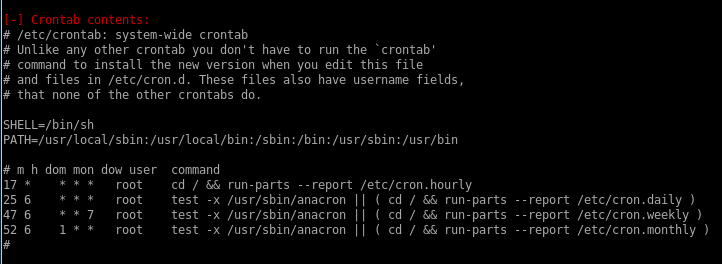 [-] Crontab contents:
# /etc/crontab: system-wide crontab
# Unlike any other crontab you don't have to run the `crontab'
# command to install the new version when you edit this file
# and files in /etc/cron.d. These files also have username fields,
# that none of the other crontabs do.

SHELL=/bin/sh
PATH=/usr/local/sbin:/usr/local/bin:/sbin:/bin:/usr/sbin:/usr/bin

# m h dom mon dow user  command
17 *    * * *   root    cd / && run-parts --report /etc/cron.hourly
25 6    * * *   root    test -x /usr/sbin/anacron || ( cd / && run-parts --report /etc/cron.daily )
47 6    * * 7   root    test -x /usr/sbin/anacron || ( cd / && run-parts --report /etc/cron.weekly )
52 6    1 * *   root    test -x /usr/sbin/anacron || ( cd / && run-parts --report /etc/cron.monthly )
#